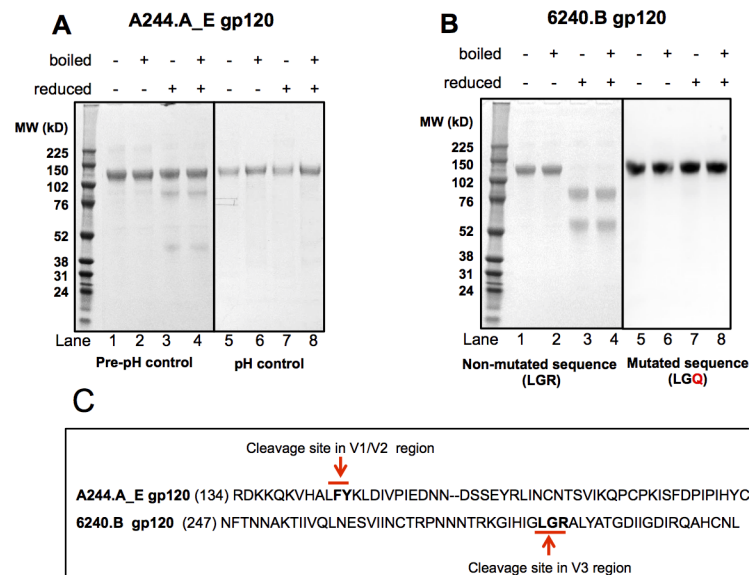 A A244.A_E gp120
boiled - + - + - + - +
reduced - - + + - - + +
MW (kD)
225
150
102
76
52
38
31
24
Lane 1 2 3 4 5 6 7 8
Pre-pH control pH control
B 6240.B gp120
boiled - + - + - + - +
reduced - - + + - - + +
MW (kD)
225
150
102
76
52
38
31
24
Lane 1 2 3 4 5 6 7 8
Non-mutated sequence Mutated sequence
(LGR) (LGQ)
C
Cleavage site in V1/V2 region
A244.A_E gp120 (134) RDKKQKVHALFYKLDIVPIEDNN--DSSEYRLINCNTSVIKQPCPKISFDPIPIHYC
6240.B gp120 (247) NFTNNAKTIIVQLNESVIINCTRPNNNTRKGIHIGLGRALYATGDIIGDIRQAHCNL
Cleavage site in V3 region